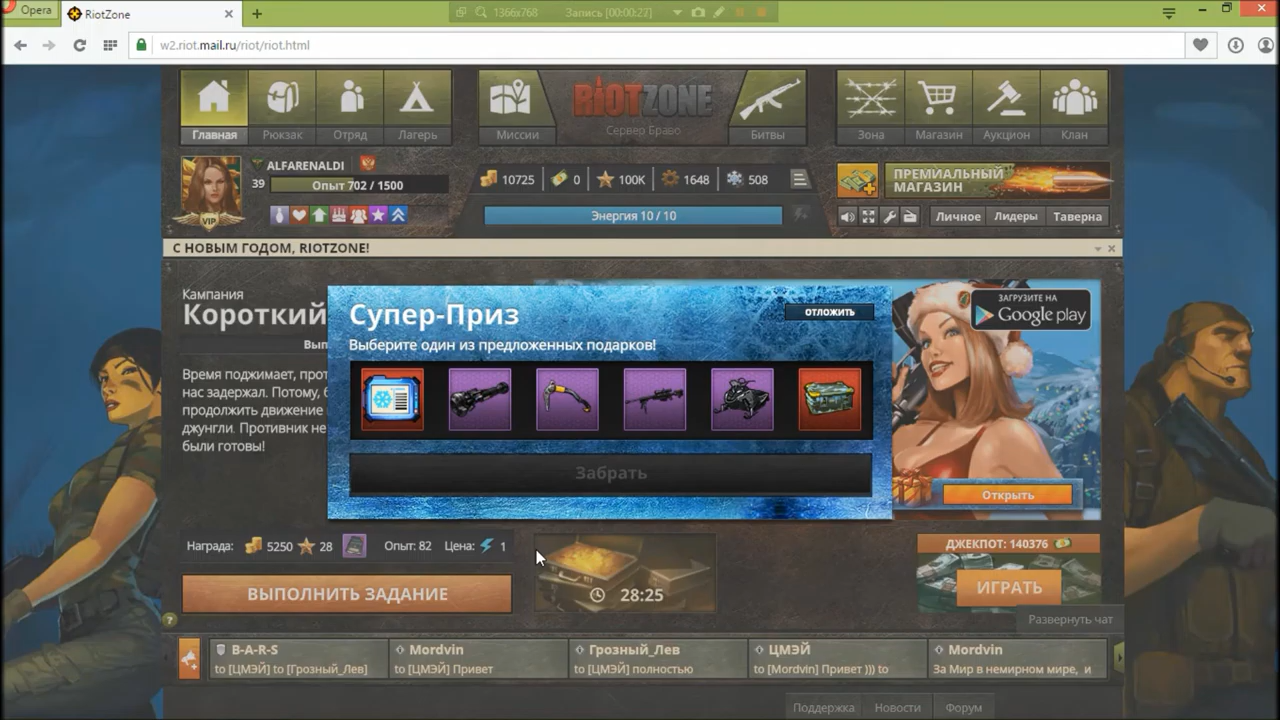 Opera
RiotZone
1366x768
Запись [00:00:27]
w2.riot.mail.ru/riot/riot.html
Главная
Рюкзак
Отряд
Лагерь
Миссии
RIOTZONE
Сервер Браво
Битвы
Зона
Магазин
Аукцион
Клан
ALFARENALDI
39
Опыт 702 / 1500
VIP
10725
0
100K
1648
508
Энергия 10 / 10
ПРЕМИАЛЬНЫЙ
МАГАЗИН
Личное
Лидеры
Таверна
С НОВЫМ ГОДОМ, RIOTZONE!
Кампания
Короткий
Вып
Время поджимает, прот
нас задержал. Потому, б
продолжить движение
джунгли. Противник не
были готовы!
Супер-Приз
ОТЛОЖИТЬ
Выберите один из предложенных подарков!
Забрать
ЗАГРУЗИТЕ НА
Google play
Открыть
Награда: 5250 28 Опыт: 82 Цена: 1
ВЫПОЛНИТЬ ЗАДАНИЕ
28:25
ДЖЕКПОТ: 140376
ИГРАТЬ
Развернуть чат
B-A-R-S
to [ЦМЭЙ] to [Грозный_Лев]
Mordvin
to [ЦМЭЙ] Привет
Грозный_Лев
to [ЦМЭЙ] полностью
ЦМЭЙ
to [Mordvin] Привет ))) to
Mordvin
За Мир в немирном мире, и
Поддержка
Новости
Форум